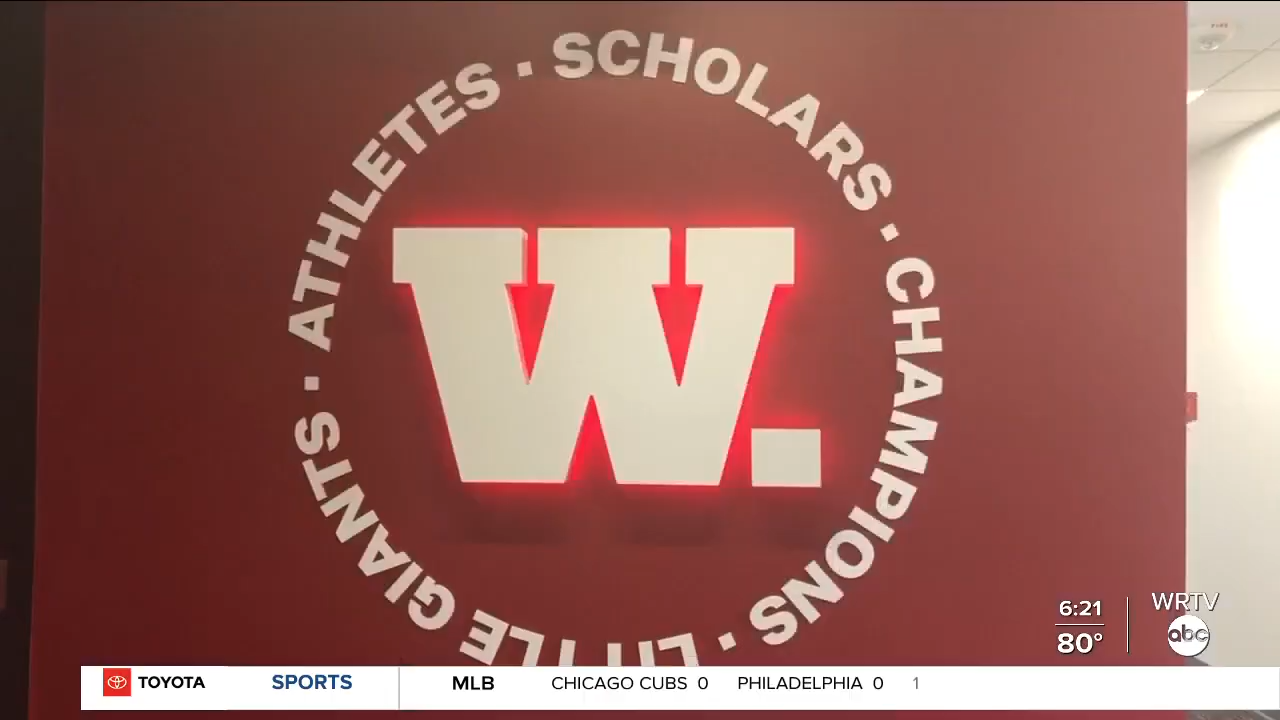 SCHOLARS · CHAMPIONS · LITTLE GIANTS · ATHLETES ·
W.
6:21
80°
WRTV
abc
TOYOTA SPORTS MLB CHICAGO CUBS 0 PHILADELPHIA 0 1